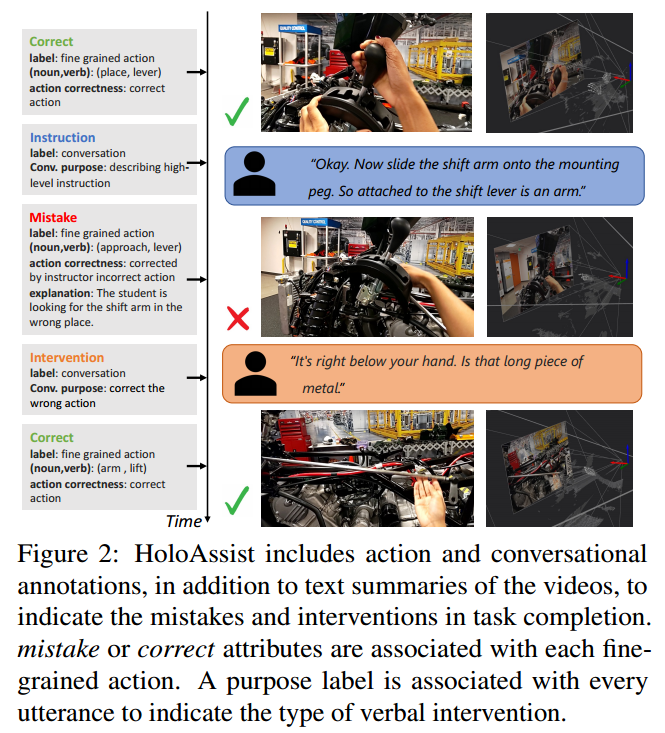 Correct
label: fine grained action
(noun,verb): (place, lever)
action correctness: correct
action
QUALITY CONTROL
Instruction
label: conversation
Conv. purpose: describing high-
level instruction
"Okay. Now slide the shift arm onto the mounting
peg. So attached to the shift lever is an arm."
Mistake
label: fine grained action
(noun,verb): (approach, lever)
action correctness: corrected
by instructor incorrect action
explanation: The student is
looking for the shift arm in the
wrong place.
QUALITY CONTROL
Intervention
label: conversation
Conv. purpose: correct the
wrong action
"It's right below your hand. Is that long piece of
metal."
Correct
label: fine grained action
(noun,verb): (arm , lift)
action correctness: correct
action
Time
Figure 2: HoloAssist includes action and conversational
annotations, in addition to text summaries of the videos, to
indicate the mistakes and interventions in task completion.
mistake or correct attributes are associated with each fine-
grained action. A purpose label is associated with every
utterance to indicate the type of verbal intervention.